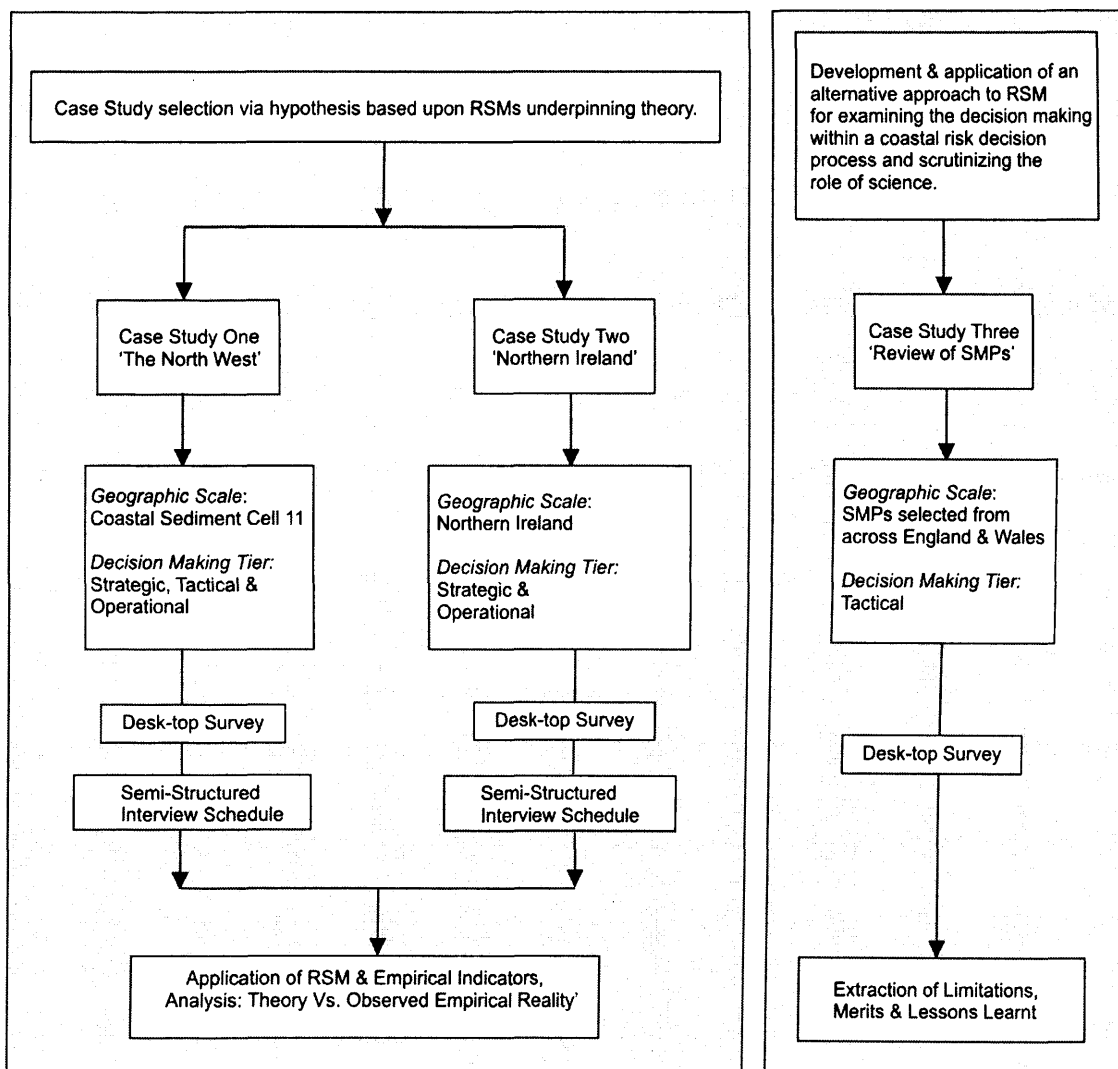 Case Study selection via hypothesis based upon RSMs underpinning theory.
Case Study One
'The North West'
Case Study Two
'Northern Ireland'
Geographic Scale:
Coastal Sediment Cell 11
Decision Making Tier:
Strategic, Tactical &
Operational
Geographic Scale:
Northern Ireland
Decision Making Tier:
Strategic &
Operational
Desk-top Survey
Desk-top Survey
Semi-Structured
Interview Schedule
Semi-Structured
Interview Schedule
Application of RSM & Empirical Indicators,
Analysis: Theory Vs. Observed Empirical Reality'
Development & application of an
alternative approach to RSM
for examining the decision making
within a coastal risk decision
process and scrutinizing the
role of science.
Case Study Three
'Review of SMPs'
Geographic Scale:
SMPs selected from
across England & Wales
Decision Making Tier:
Tactical
Desk-top Survey
Extraction of Limitations,
Merits & Lessons Learnt